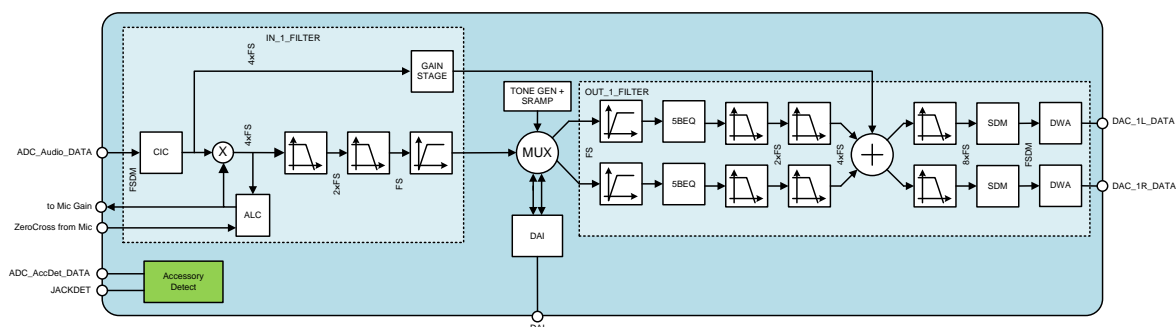 IN_1_FILTER
4xFS
GAIN
STAGE
TONE GEN +
SRAMP
OUT_1_FILTER
ADC_Audio_DATA
CIC
FSDM
X
4xFS
2xFS
FS
MUX
FS
5BEQ
2xFS
4xFS
8xFS
SDM
FSDM
DWA
DAC_1L_DATA
5BEQ
SDM
DWA
DAC_1R_DATA
to Mic Gain
ALC
ZeroCross from Mic
DAI
ADC_AccDet_DATA
JACKDET
Accessory
Detect
DAI